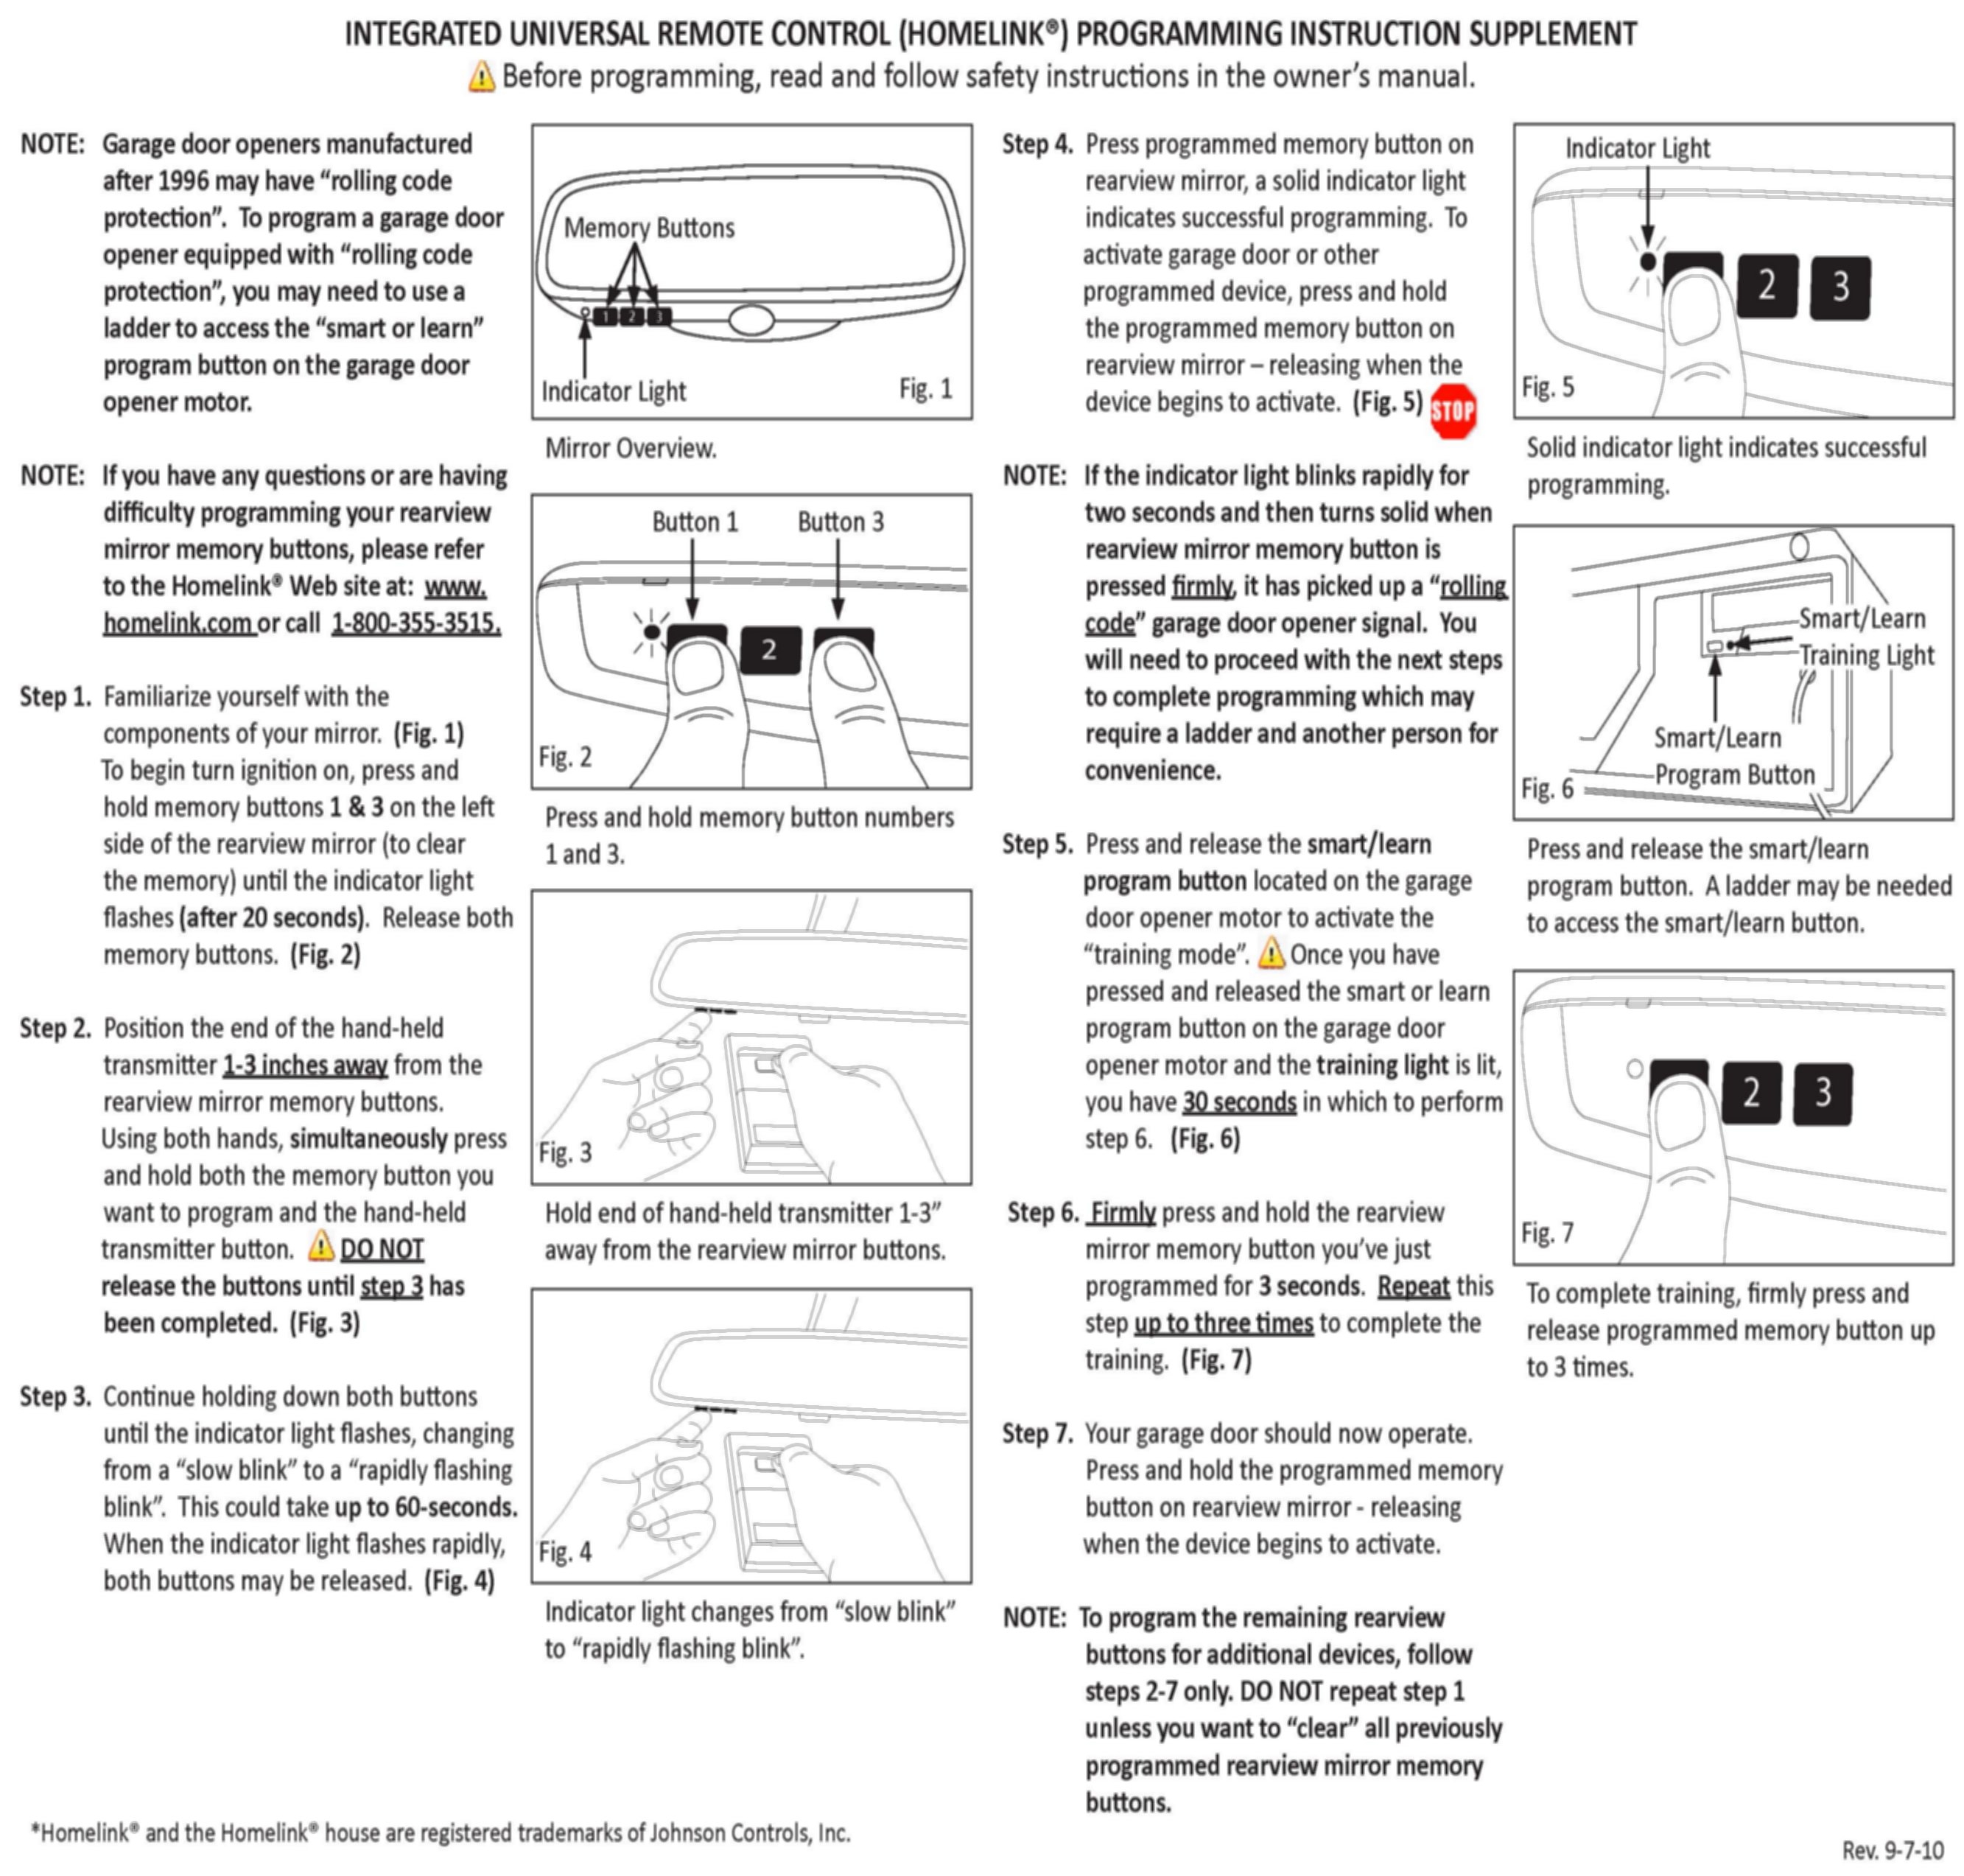 INTEGRATED UNIVERSAL REMOTE CONTROL (HOMELINK®) PROGRAMMING INSTRUCTION SUPPLEMENT
Before programming, read and follow safety instructions in the owner's manual.
NOTE: Garage door openers manufactured
after 1996 may have “rolling code
protection”. To program a garage door
opener equipped with “rolling code
protection”, you may need to use a
ladder to access the “smart or learn”
program button on the garage door
opener motor.
NOTE: If you have any questions or are having
difficulty programming your rearview
mirror memory buttons, please refer
to the Homelink® Web site at: www.
homelink.com or call 1-800-355-3515.
Step 1. Familiarize yourself with the
components of your mirror. (Fig. 1)
To begin turn ignition on, press and
hold memory buttons 1 & 3 on the left
side of the rearview mirror (to clear
the memory) until the indicator light
flashes (after 20 seconds). Release both
memory buttons. (Fig. 2)
Step 2. Position the end of the hand-held
transmitter 1-3 inches away from the
rearview mirror memory buttons.
Using both hands, simultaneously press
and hold both the memory button you
want to program and the hand-held
transmitter button. DO NOT
release the buttons until step 3 has
been completed. (Fig. 3)
Step 3. Continue holding down both buttons
until the indicator light flashes, changing
from a “slow blink” to a “rapidly flashing
blink”. This could take up to 60-seconds.
When the indicator light flashes rapidly,
both buttons may be released. (Fig. 4)
Memory Buttons
1 2 3
Indicator Light
Fig. 1
Mirror Overview.
Button 1 Button 3
2
Fig. 2
Press and hold memory button numbers
1 and 3.
Fig. 3
Hold end of hand-held transmitter 1-3”
away from the rearview mirror buttons.
Fig. 4
Indicator light changes from “slow blink”
to “rapidly flashing blink”.
Step 4. Press programmed memory button on
rearview mirror, a solid indicator light
indicates successful programming. To
activate garage door or other
programmed device, press and hold
the programmed memory button on
rearview mirror – releasing when the
device begins to activate. (Fig. 5) STOP
NOTE: If the indicator light blinks rapidly for
two seconds and then turns solid when
rearview mirror memory button is
pressed firmly, it has picked up a “rolling
code” garage door opener signal. You
will need to proceed with the next steps
to complete programming which may
require a ladder and another person for
convenience.
Step 5. Press and release the smart/learn
program button located on the garage
door opener motor to activate the
“training mode”. Once you have
pressed and released the smart or learn
program button on the garage door
opener motor and the training light is lit,
you have 30 seconds in which to perform
step 6. (Fig. 6)
Step 6. Firmly press and hold the rearview
mirror memory button you've just
programmed for 3 seconds. Repeat this
step up to three times to complete the
training. (Fig. 7)
Step 7. Your garage door should now operate.
Press and hold the programmed memory
button on rearview mirror - releasing
when the device begins to activate.
NOTE: To program the remaining rearview
buttons for additional devices, follow
steps 2-7 only. DO NOT repeat step 1
unless you want to “clear” all previously
programmed rearview mirror memory
buttons.
Indicator Light
2 3
Fig. 5
Solid indicator light indicates successful
programming.
Smart/Learn
Training Light
Smart/Learn
Program Button
Fig. 6
Press and release the smart/learn
program button. A ladder may be needed
to access the smart/learn button.
2 3
Fig. 7
To complete training, firmly press and
release programmed memory button up
to 3 times.
*Homelink® and the Homelink® house are registered trademarks of Johnson Controls, Inc.
Rev. 9-7-10